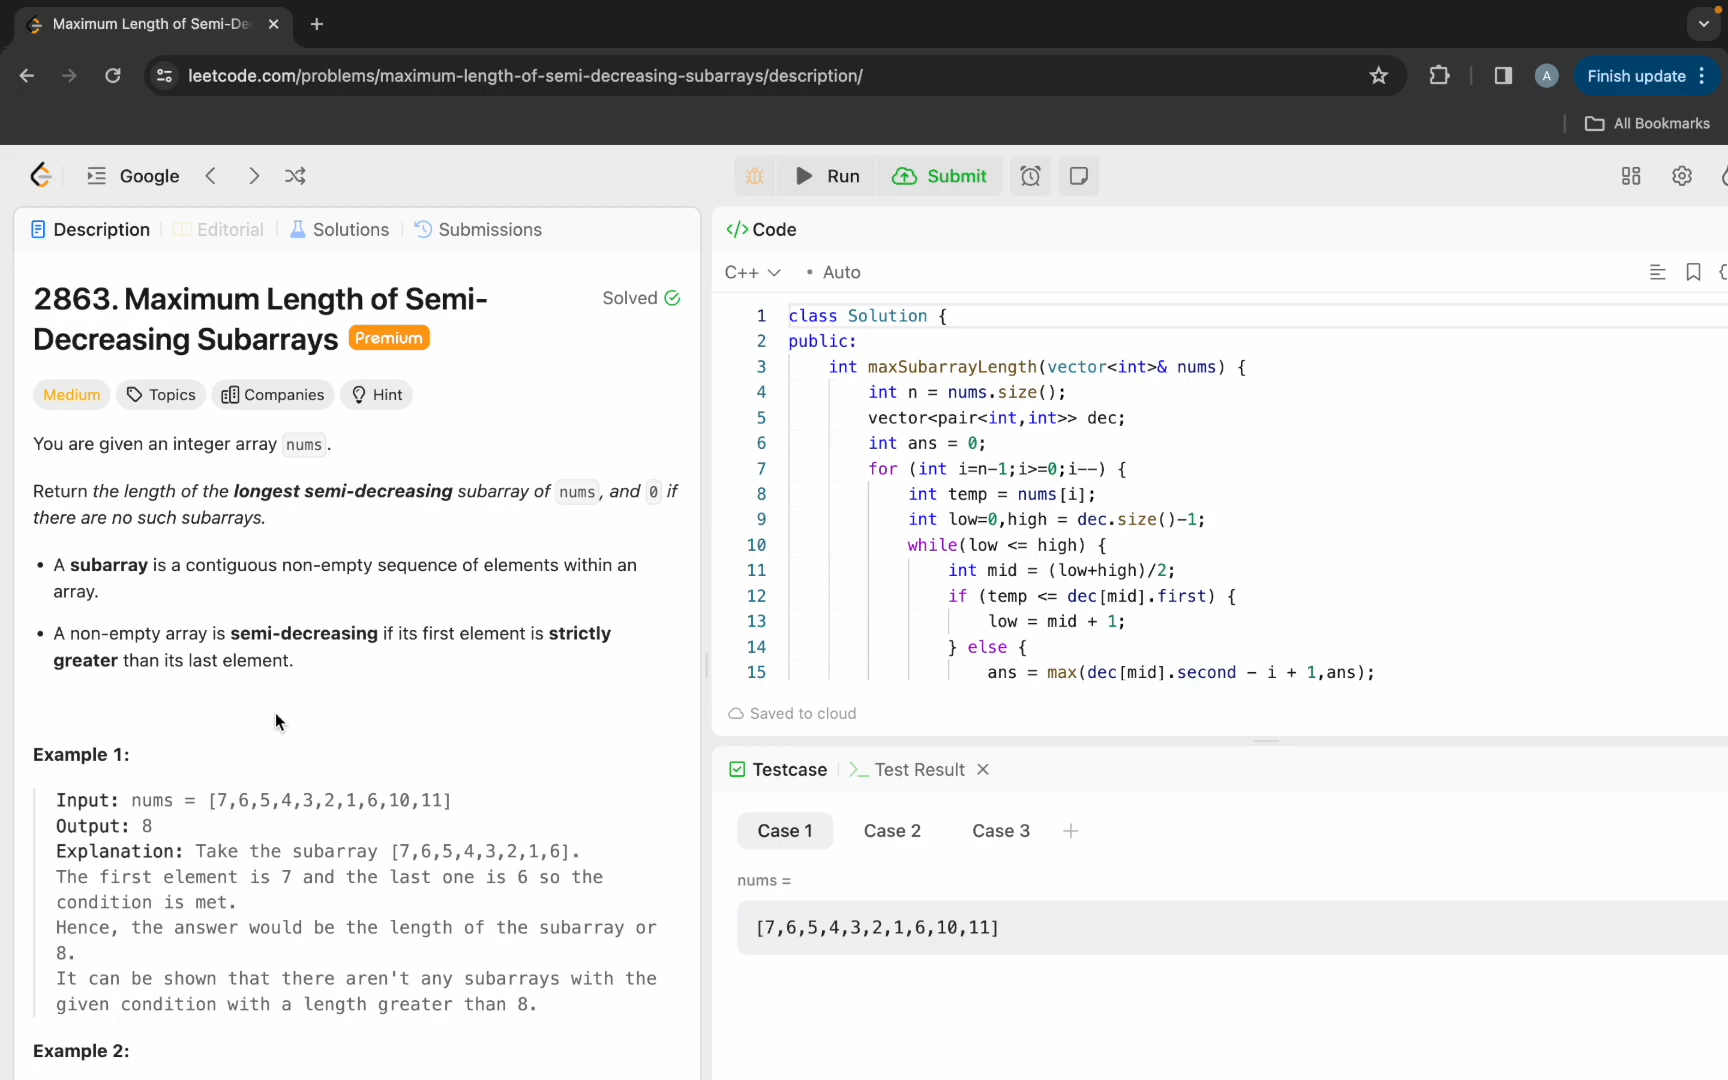 Maximum Length of Semi-De
leetcode.com/problems/maximum-length-of-semi-decreasing-subarrays/description/
A
Finish update
All Bookmarks
Google
Run
Submit
Description
Editorial
Solutions
Submissions
2863. Maximum Length of Semi-
Decreasing Subarrays Premium
Solved
Medium
Topics
Companies
Hint
You are given an integer array nums.
Return the length of the longest semi-decreasing subarray of nums, and 0 if
there are no such subarrays.
• A subarray is a contiguous non-empty sequence of elements within an
array.
• A non-empty array is semi-decreasing if its first element is strictly
greater than its last element.
Example 1:
Input: nums = [7,6,5,4,3,2,1,6,10,11]
Output: 8
Explanation: Take the subarray [7,6,5,4,3,2,1,6].
The first element is 7 and the last one is 6 so the
condition is met.
Hence, the answer would be the length of the subarray or
8.
It can be shown that there aren't any subarrays with the
given condition with a length greater than 8.
Example 2:
</> Code
C++ • Auto
1 class Solution {
2 public:
3 int maxSubarrayLength(vector<int>& nums) {
4 int n = nums.size();
5 vector<pair<int,int>> dec;
6 int ans = 0;
7 for (int i=n-1;i>=0;i--) {
8 int temp = nums[i];
9 int low=0,high = dec.size()-1;
10 while(low <= high) {
11 int mid = (low+high)/2;
12 if (temp <= dec[mid].first) {
13 low = mid + 1;
14 } else {
15 ans = max(dec[mid].second - i + 1,ans);
Saved to cloud
Testcase
Test Result
Case 1
Case 2
Case 3
nums =
[7,6,5,4,3,2,1,6,10,11]